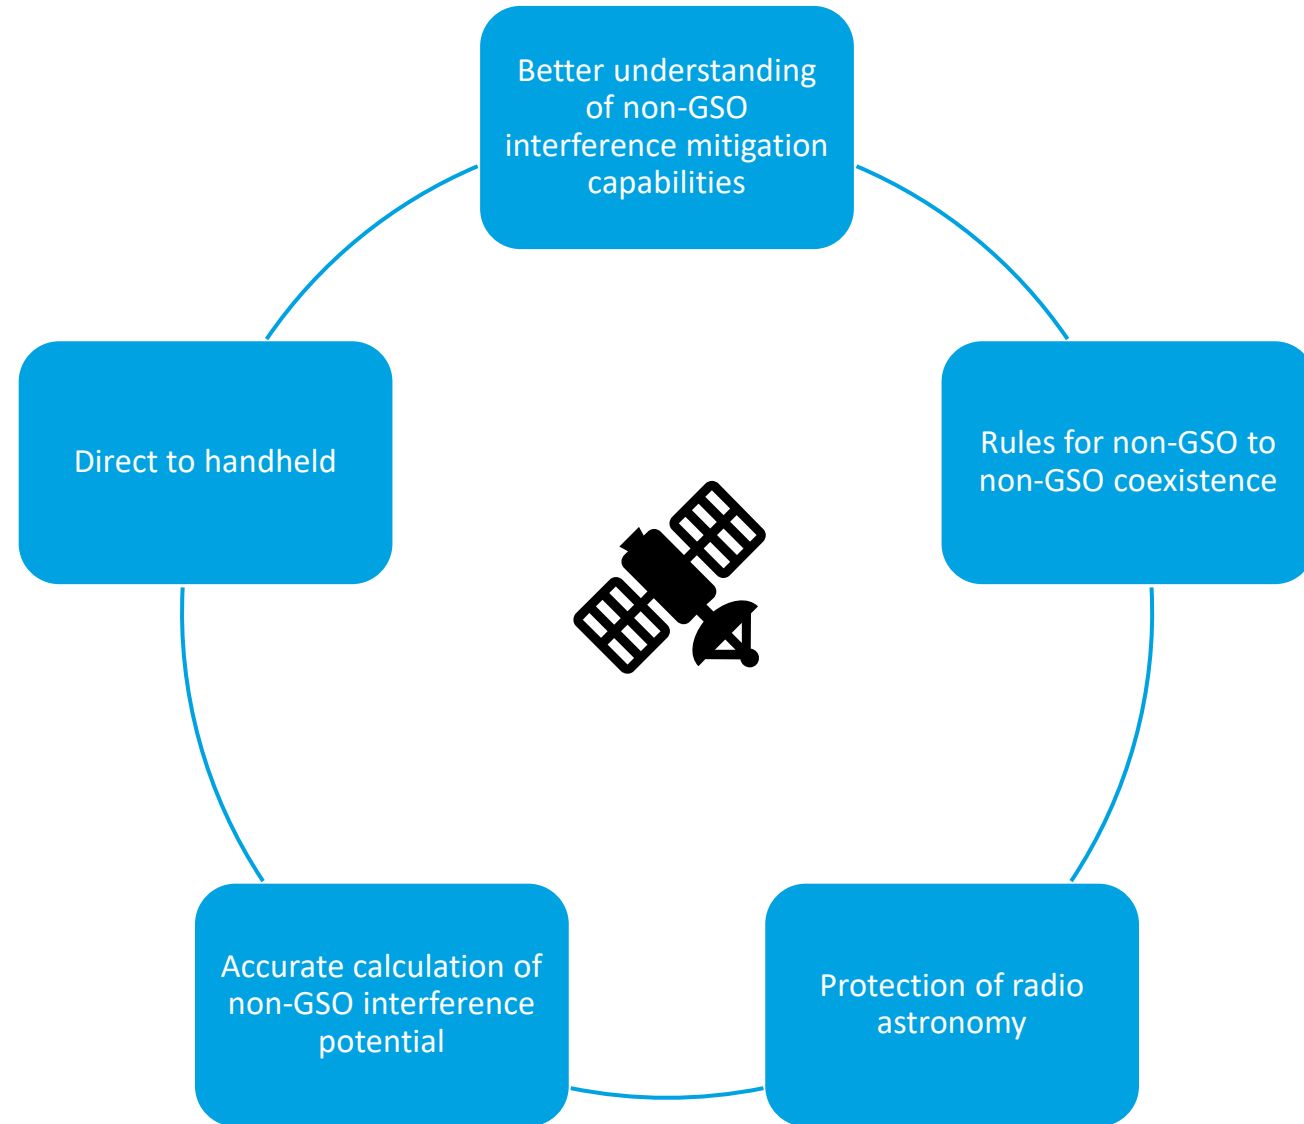 Better understanding
of non-GSO
interference mitigation
capabilities
Rules for non-GSO to
non-GSO coexistence
Protection of radio
astronomy
Accurate calculation of
non-GSO interference
potential
Direct to handheld